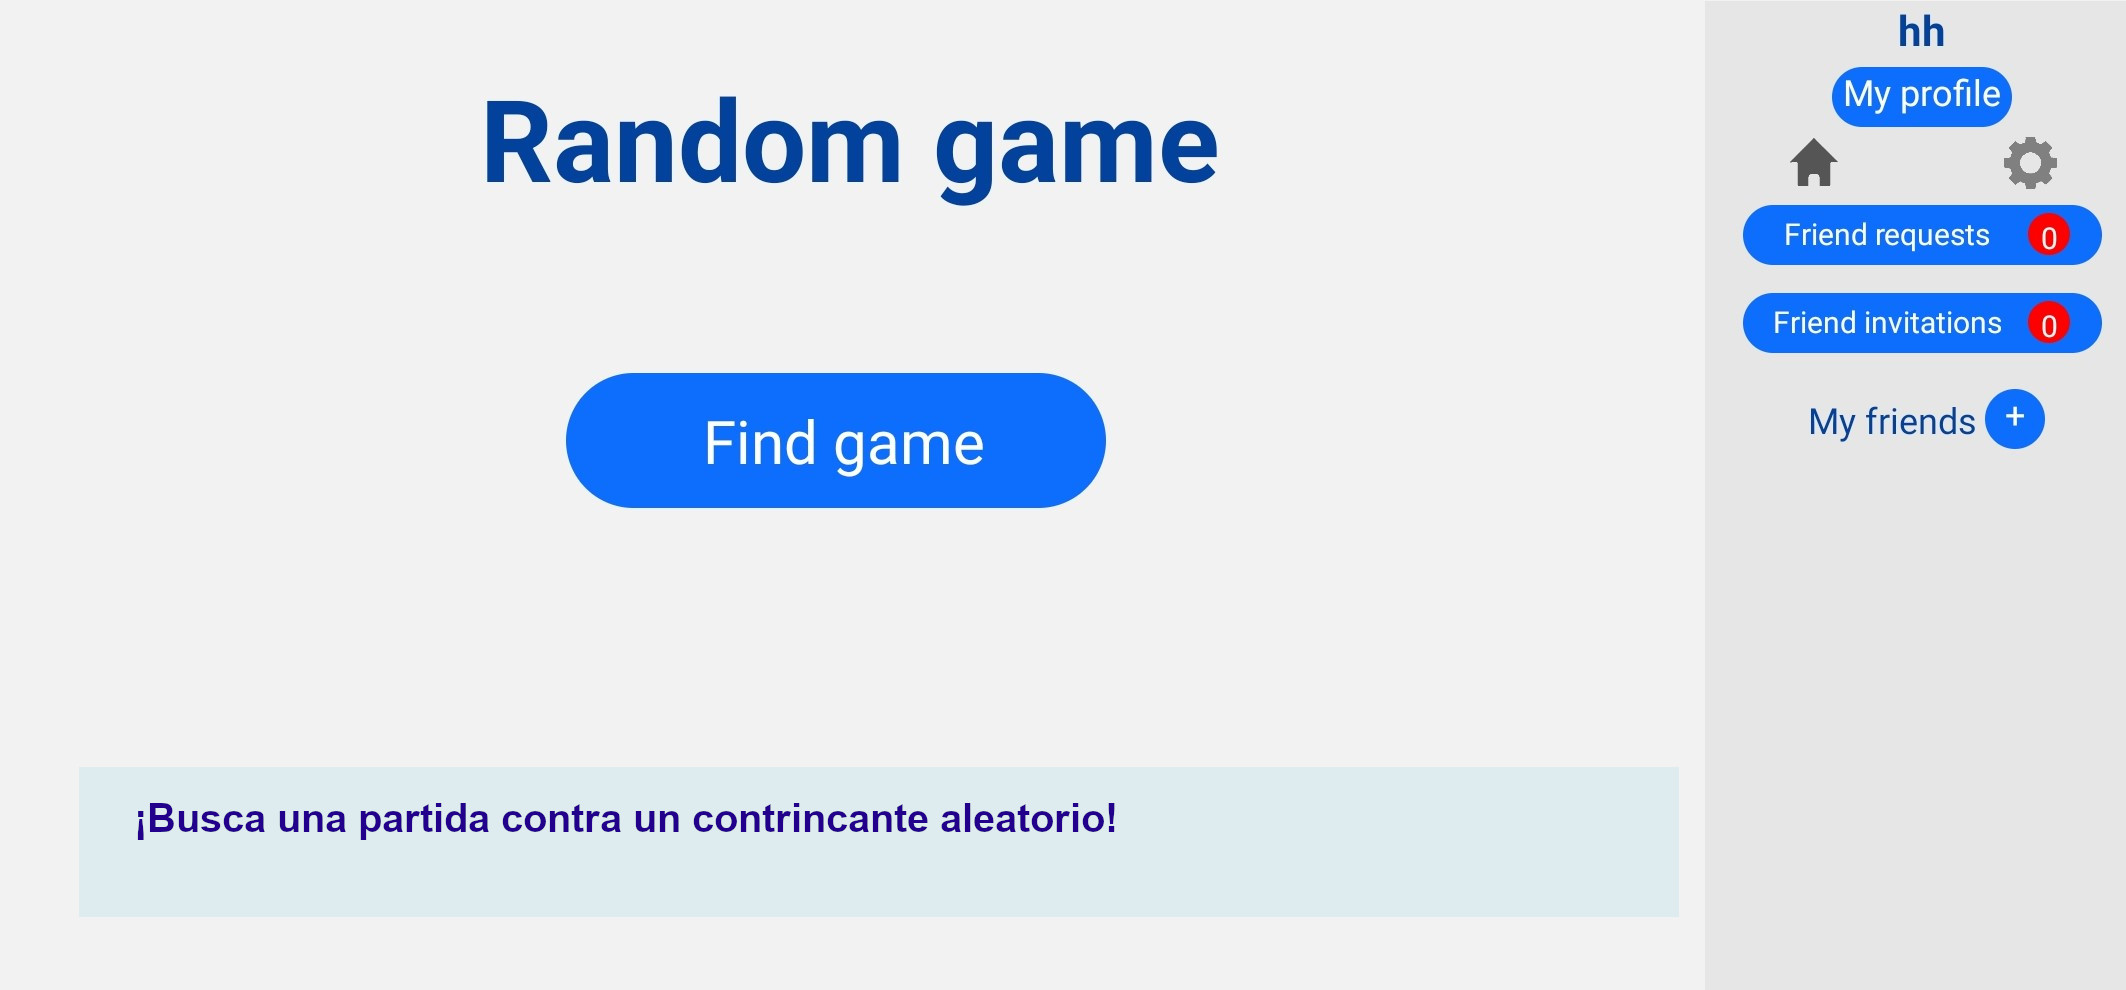 Random game
Find game
¡Busca una partida contra un contrincante aleatorio!
hh
My profile
Friend requests 0
Friend invitations 0
My friends +